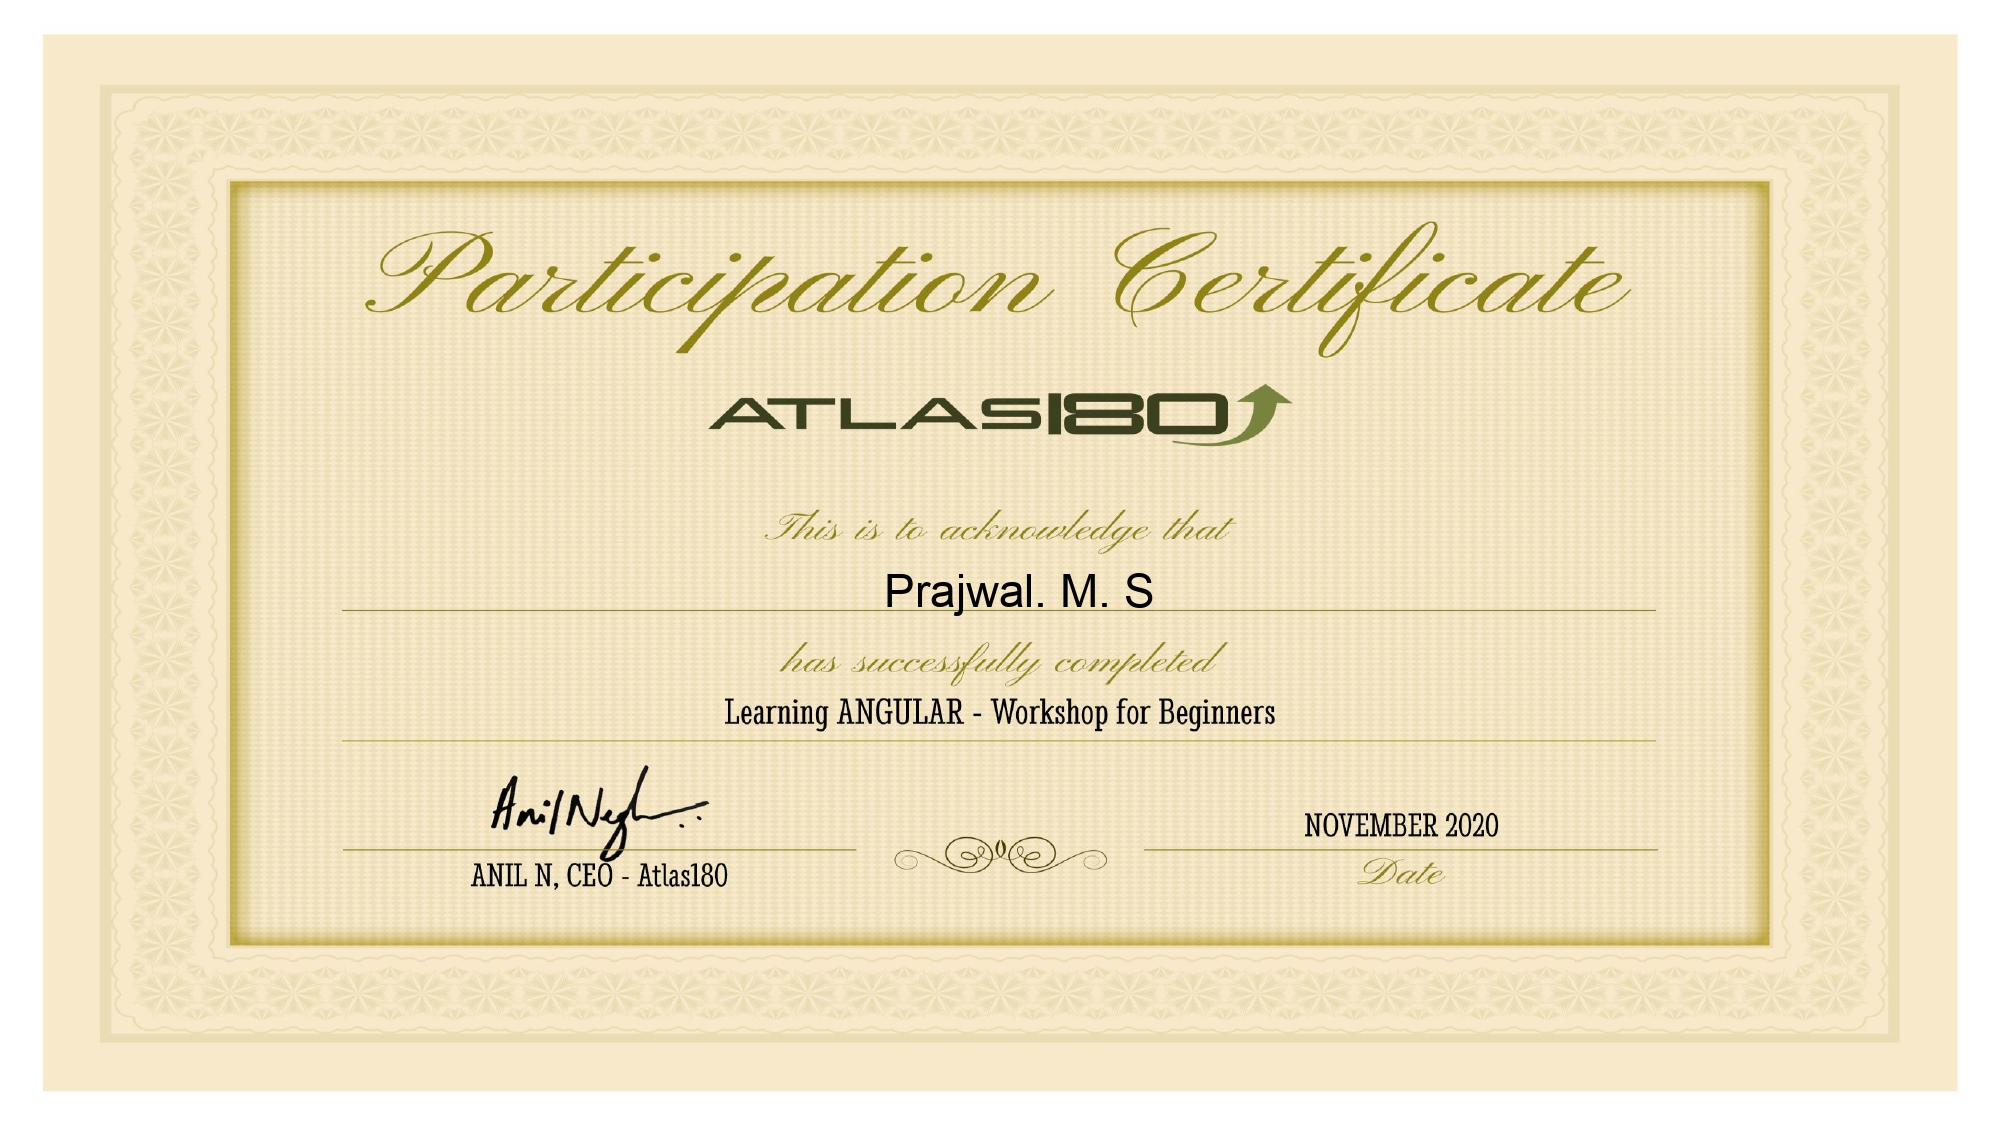 Participation Certificate
ATLAS180
This is to acknowledge that
Prajwal. M. S
has successfully completed
Learning ANGULAR - Workshop for Beginners
NOVEMBER 2020
ANIL N, CEO - Atlas180
Date